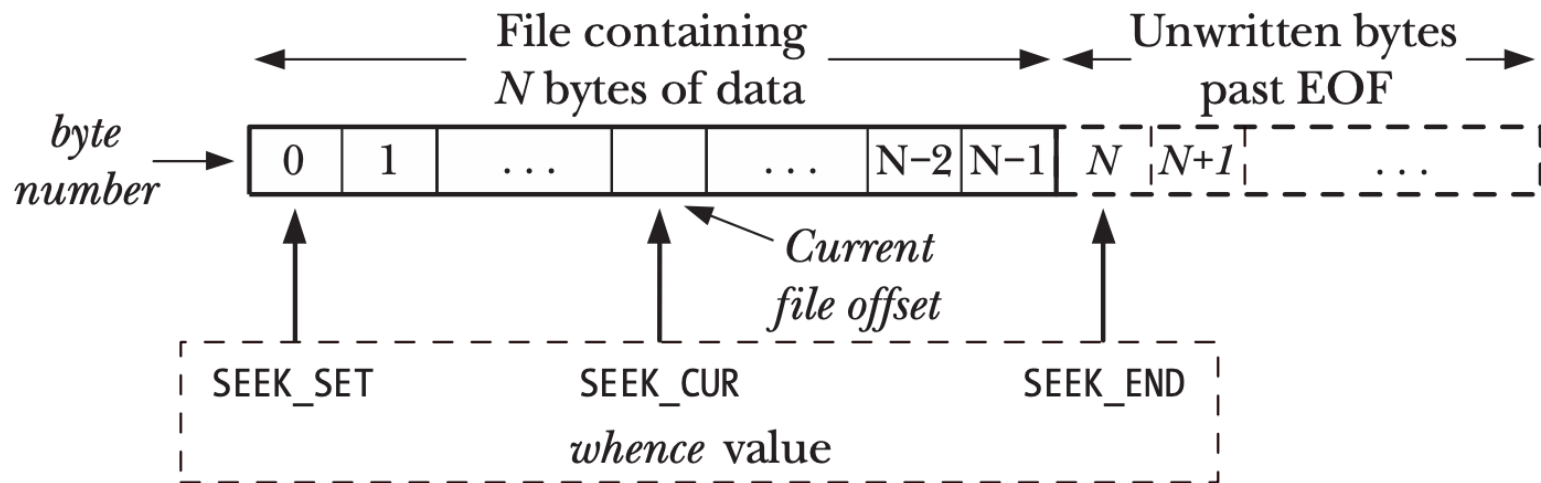 File containing
N bytes of data
Unwritten bytes
past EOF
byte
number
0 1 ... ... N−2 N−1 N N+1 ...
Current
file offset
SEEK_SET SEEK_CUR SEEK_END
whence value